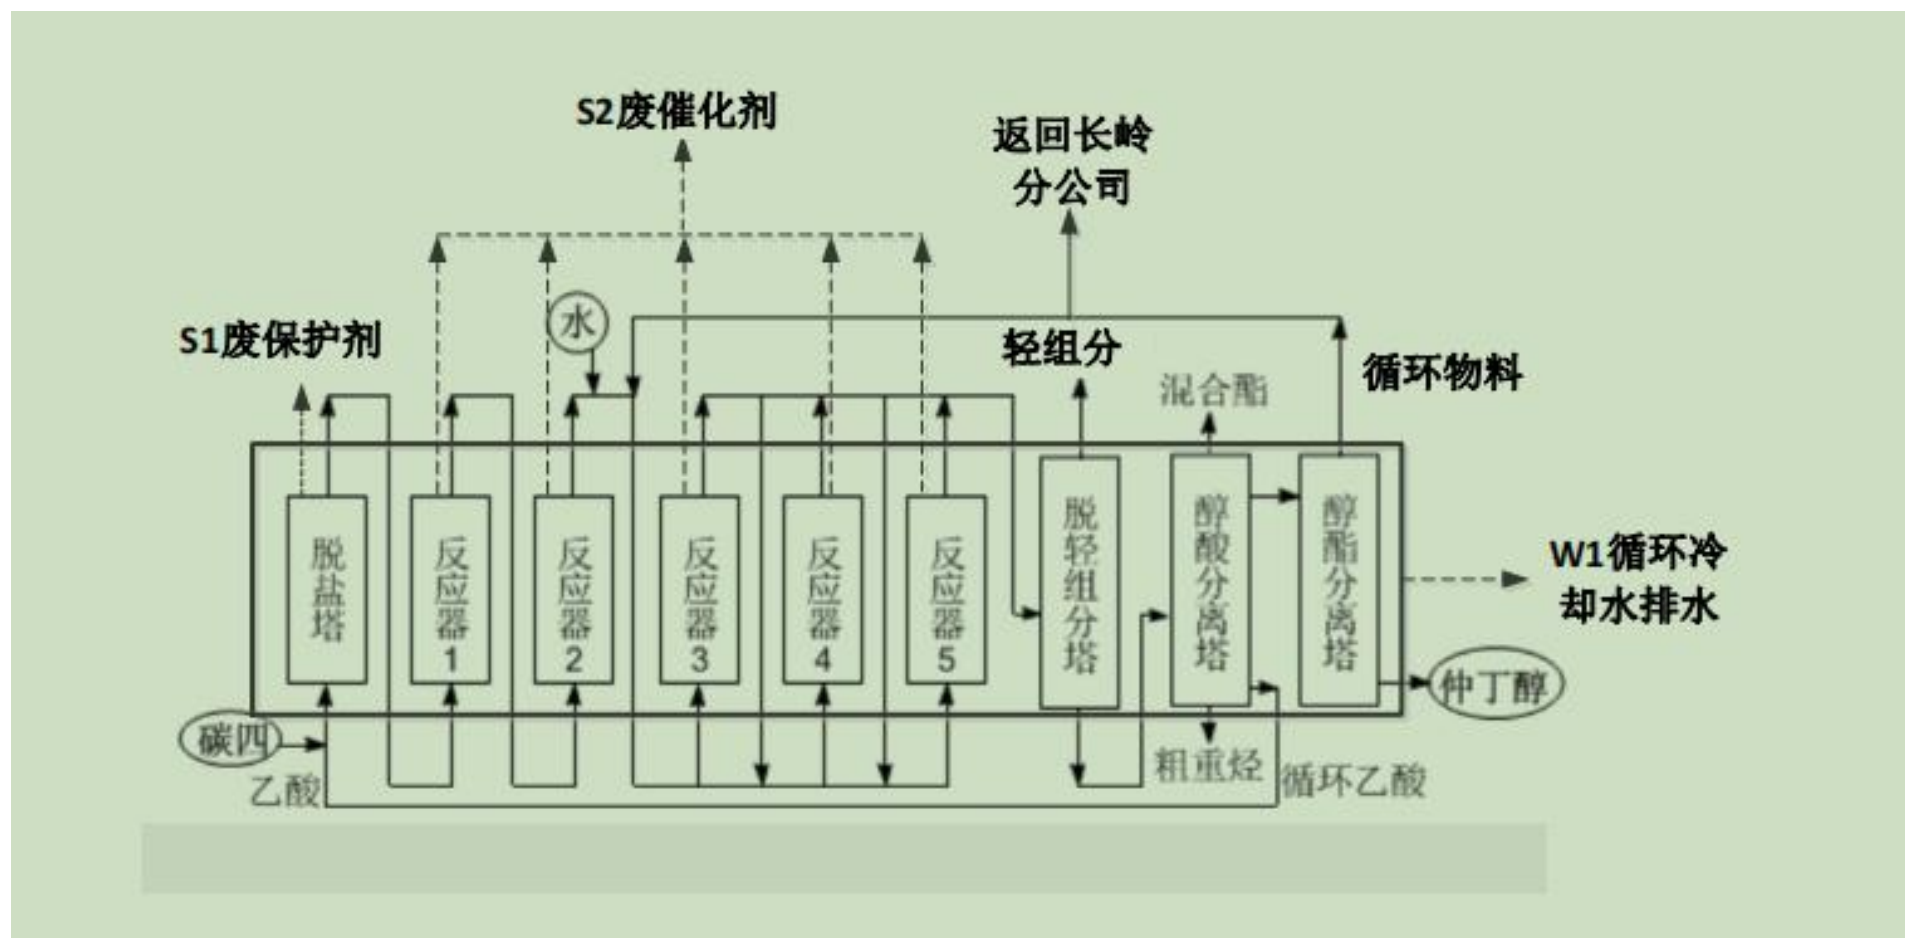 S2废催化剂
返回长岭
分公司
水
S1废保护剂
轻组分
循环物料
混合酯
脱盐塔
反应器1
反应器2
反应器3
反应器4
反应器5
脱轻组分塔
醇酸分离塔
醇酯分离塔
W1循环冷
却水排水
仲丁醇
碳四
乙酸
粗重烃
循环乙酸